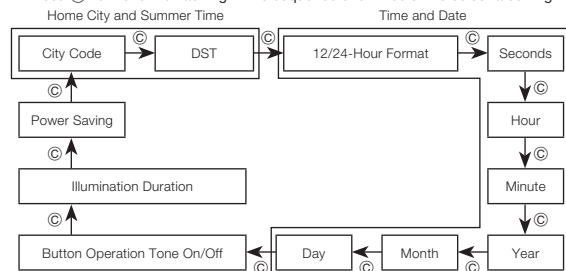 Home City and Summer Time
Time and Date
City Code
Ⓒ
DST
Ⓒ
12/24-Hour Format
Ⓒ
Seconds
Ⓒ
Ⓒ
Power Saving
Hour
Ⓒ
Ⓒ
Illumination Duration
Minute
Ⓒ
Ⓒ
Button Operation Tone On/Off
Ⓒ
Day
Ⓒ
Month
Ⓒ
Year